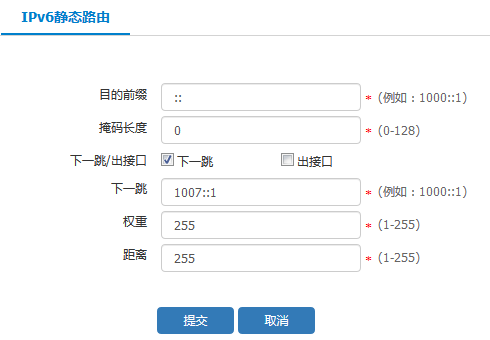 IPv6静态路由
目的前缀 :: * (例如：1000::1)
掩码长度 0 * (0-128)
下一跳/出接口 下一跳 出接口
下一跳 1007::1 * (例如：1000::1)
权重 255 * (1-255)
距离 255 * (1-255)
提交 取消